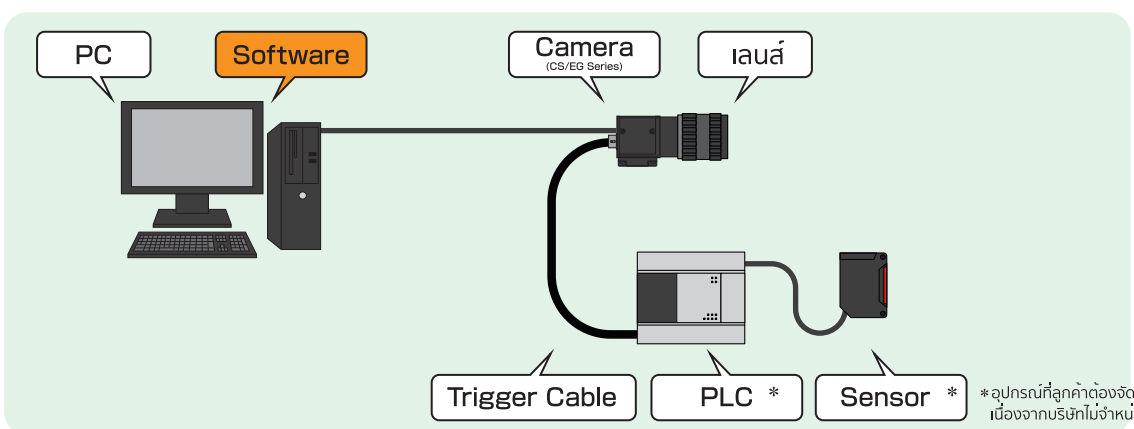 PC
Software
Camera
(CS/EG Series)
เลนส์
Trigger Cable
PLC *
Sensor *
*อุปกรณ์ที่ลูกค้าต้องจัด
เนื่องจากบริษัทไม่จำหน